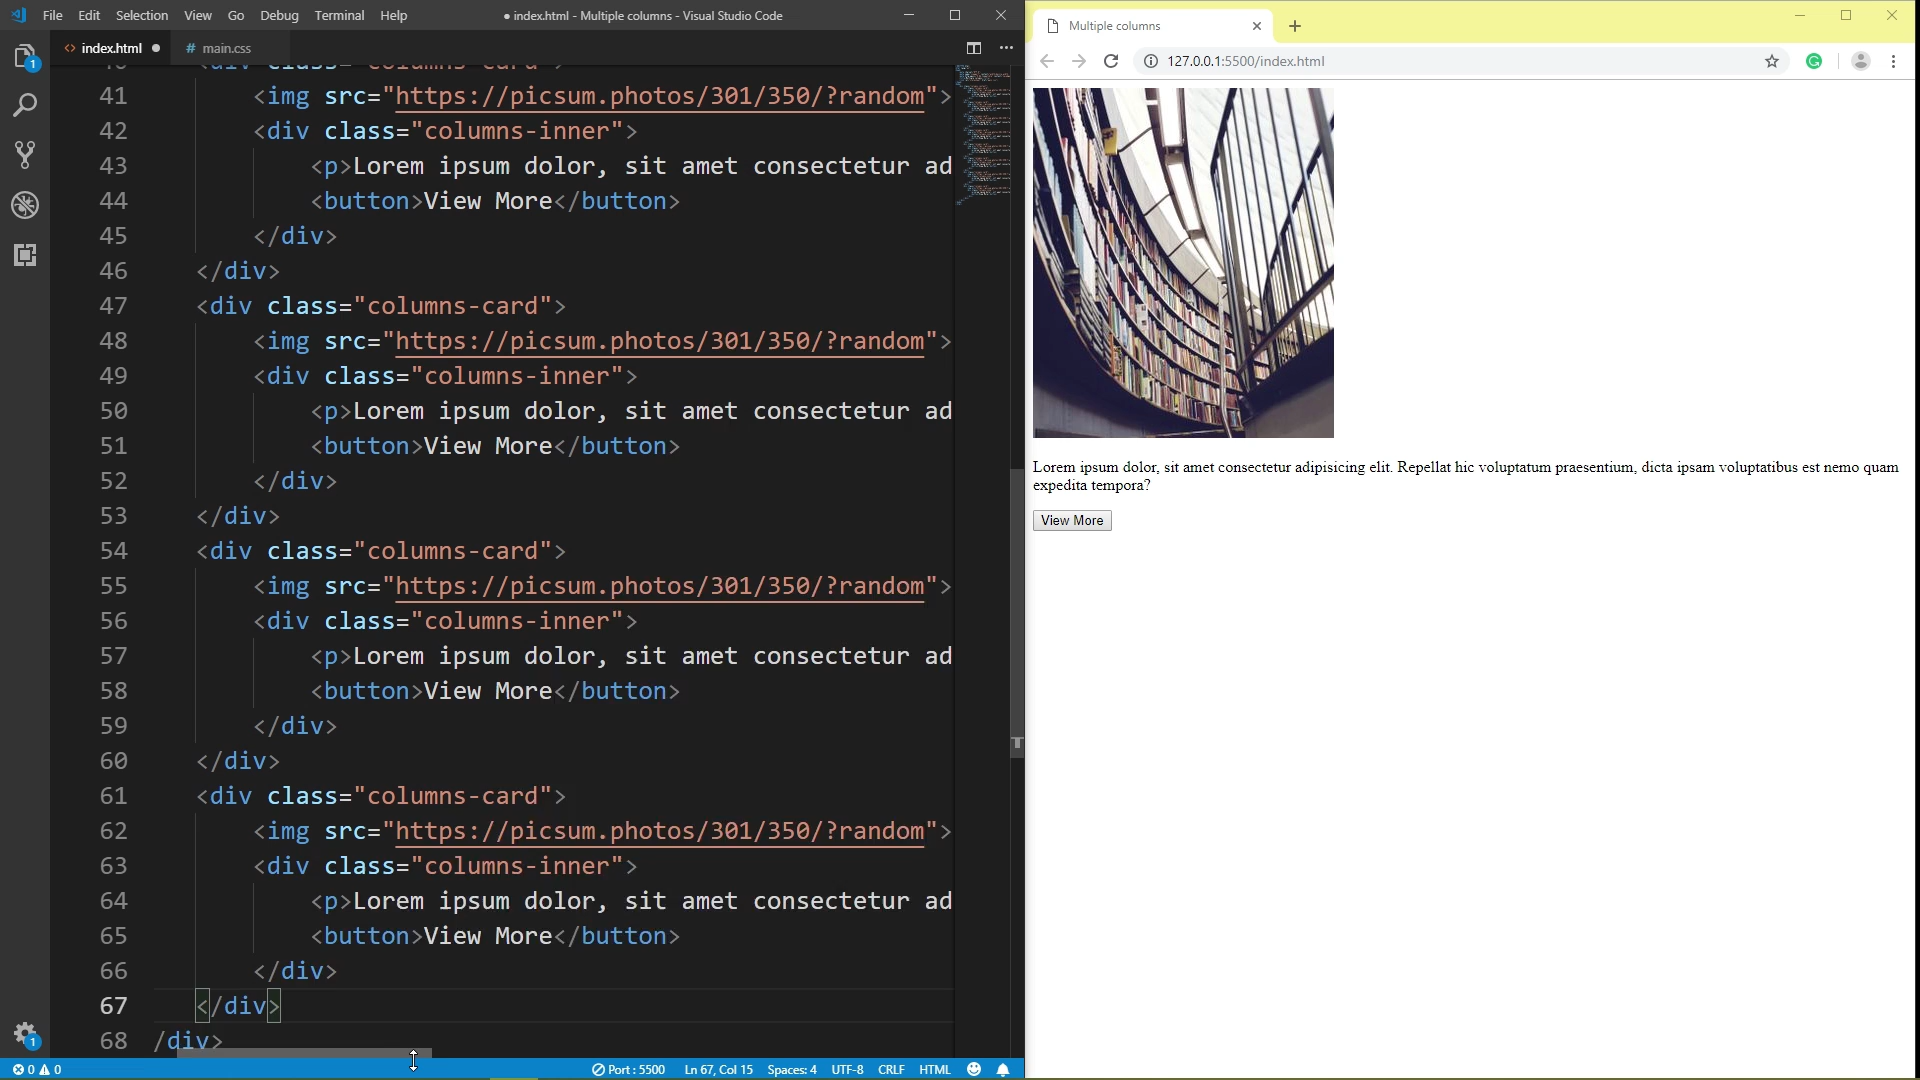 File Edit Selection View Go Debug Terminal Help ● index.html - Multiple columns - Visual Studio Code
index.html # main.css
41 <img src="https://picsum.photos/301/350/?random">
42 <div class="columns-inner">
43 <p>Lorem ipsum dolor, sit amet consectetur ad
44 <button>View More</button>
45 </div>
46 </div>
47 <div class="columns-card">
48 <img src="https://picsum.photos/301/350/?random">
49 <div class="columns-inner">
50 <p>Lorem ipsum dolor, sit amet consectetur ad
51 <button>View More</button>
52 </div>
53 </div>
54 <div class="columns-card">
55 <img src="https://picsum.photos/301/350/?random">
56 <div class="columns-inner">
57 <p>Lorem ipsum dolor, sit amet consectetur ad
58 <button>View More</button>
59 </div>
60 </div>
61 <div class="columns-card">
62 <img src="https://picsum.photos/301/350/?random">
63 <div class="columns-inner">
64 <p>Lorem ipsum dolor, sit amet consectetur ad
65 <button>View More</button>
66 </div>
67 </div>
68 /div>
1
1
0 0 Port : 5500 Ln 67, Col 15 Spaces: 4 UTF-8 CRLF HTML
Multiple columns
127.0.0.1:5500/index.html
Lorem ipsum dolor, sit amet consectetur adipisicing elit. Repellat hic voluptatum praesentium, dicta ipsam voluptatibus est nemo quam
expedita tempora?
View More